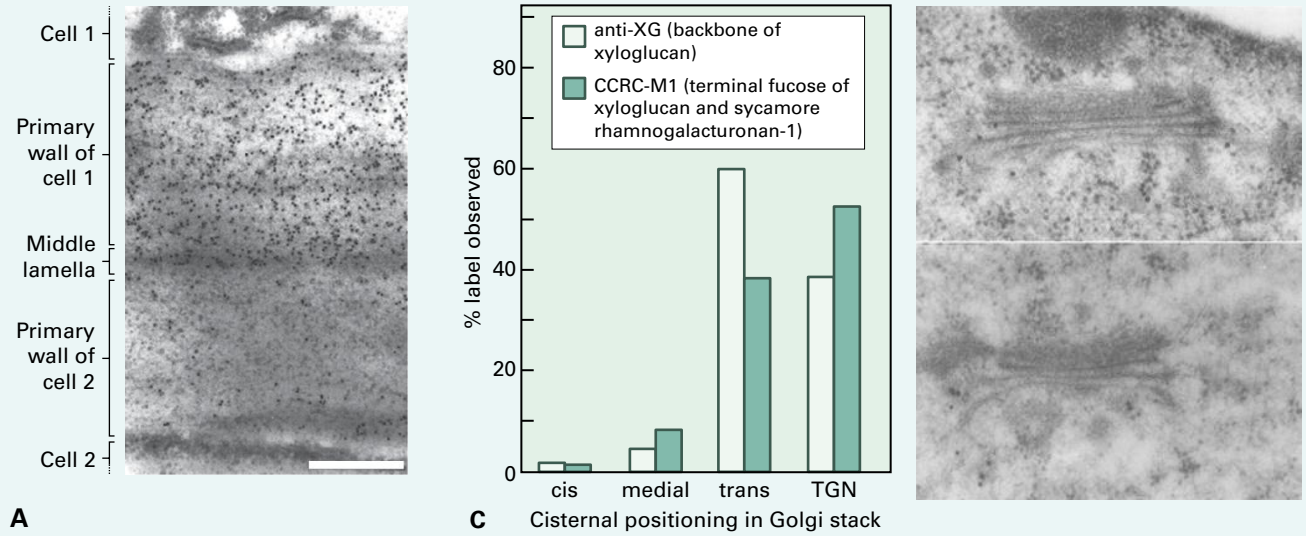 Cell 1
Primary
wall of
cell 1
Middle
lamella
Primary
wall of
cell 2
Cell 2
A
anti-XG (backbone of
xyloglucan)
CCRC-M1 (terminal fucose of
xyloglucan and sycamore
rhamnogalacturonan-1)
% label observed
80
60
40
20
0
cis medial trans TGN
C Cisternal positioning in Golgi stack